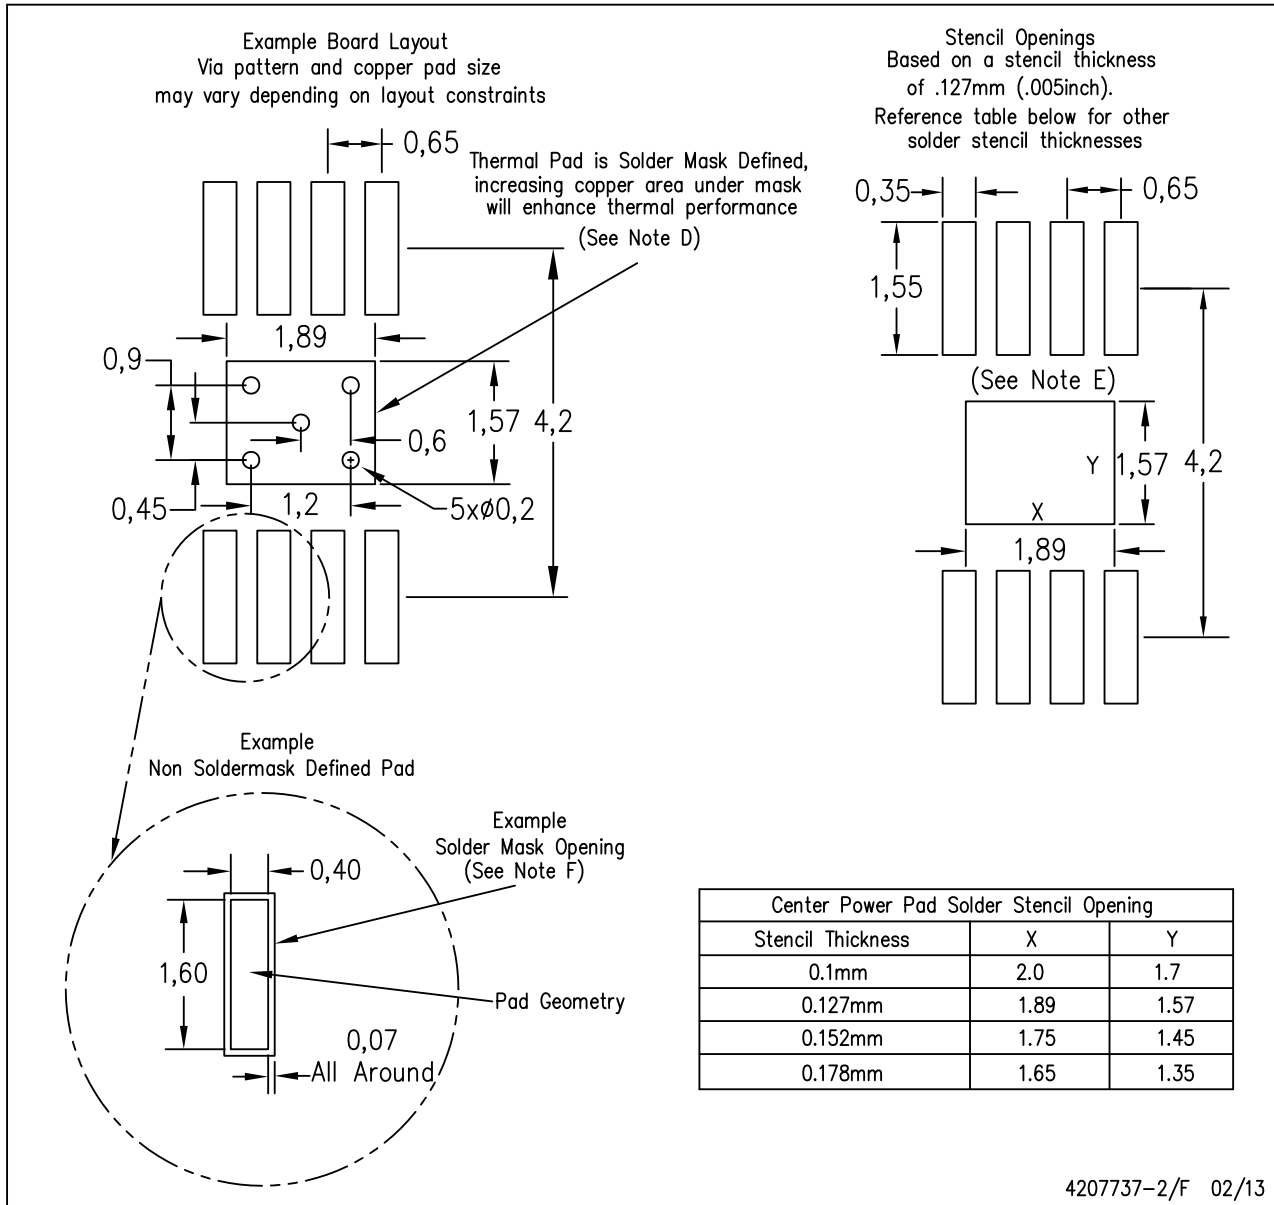 Example Board Layout
Via pattern and copper pad size
may vary depending on layout constraints
0,65
Thermal Pad is Solder Mask Defined,
increasing copper area under mask
will enhance thermal performance
(See Note D)
1,89
0,9
1,57
4,2
0,6
0,45
1,2
5xØ0,2
Stencil Openings
Based on a stencil thickness
of .127mm (.005inch).
Reference table below for other
solder stencil thicknesses
0,35
0,65
1,55
(See Note E)
Y
1,57
4,2
X
1,89
Example
Non Soldermask Defined Pad
Example
Solder Mask Opening
(See Note F)
0,40
1,60
Pad Geometry
0,07
All Around
Center Power Pad Solder Stencil Opening
Stencil Thickness X Y
0.1mm 2.0 1.7
0.127mm 1.89 1.57
0.152mm 1.75 1.45
0.178mm 1.65 1.35
4207737-2/F 02/13